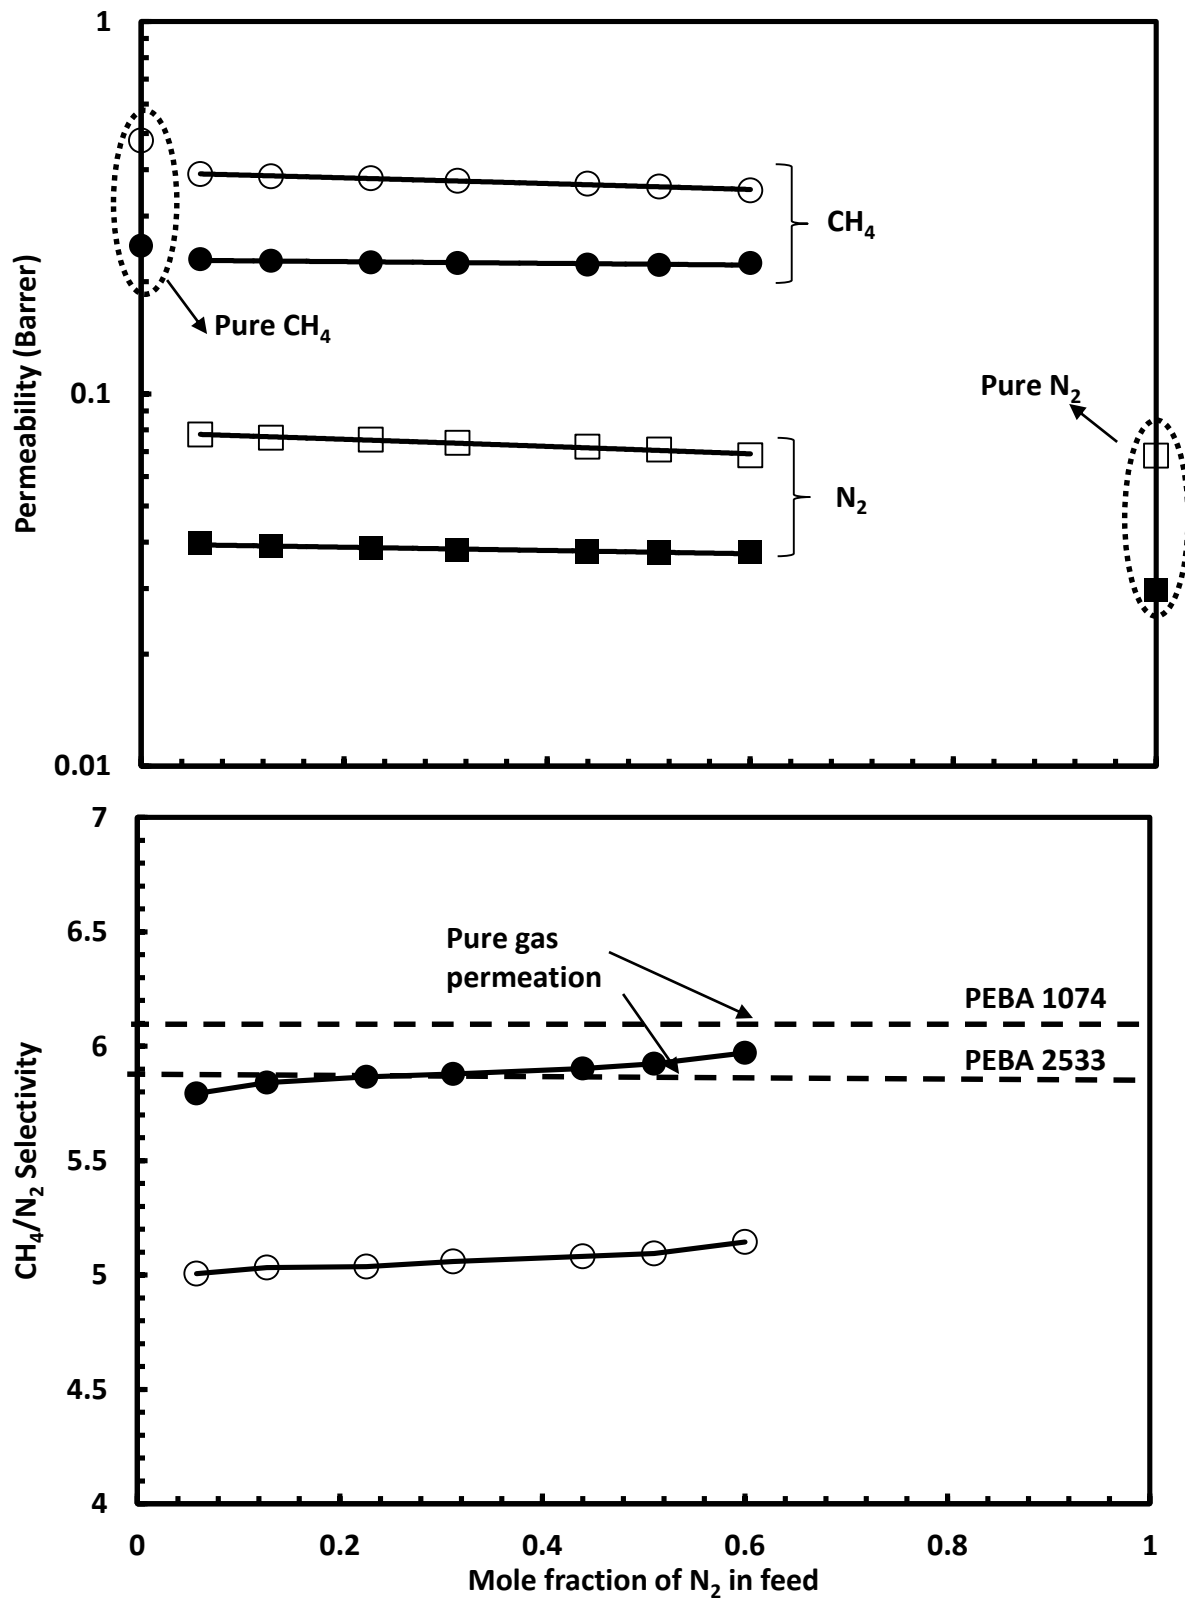 1
Permeability (Barrer)
CH₄
Pure CH₄
0.1
Pure N₂
N₂
0.01
7
6.5
Pure gas
permeation
PEBA 1074
6
PEBA 2533
CH₄/N₂ Selectivity
5.5
5
4.5
4
0 0.2 0.4 0.6 0.8 1
Mole fraction of N₂ in feed